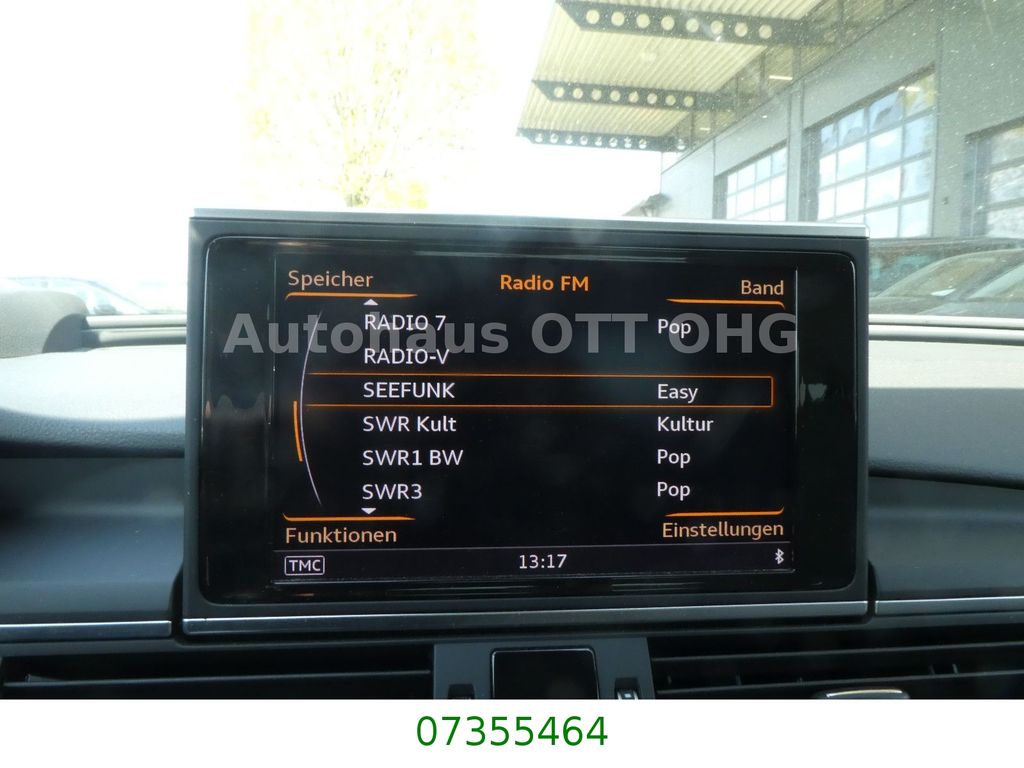 Speicher Radio FM Band
RADIO 7 Pop
Autohaus OTT OHG
RADIO-V
SEEFUNK Easy
SWR Kult Kultur
SWR1 BW Pop
SWR3 Pop
Funktionen Einstellungen
TMC 13:17
07355464